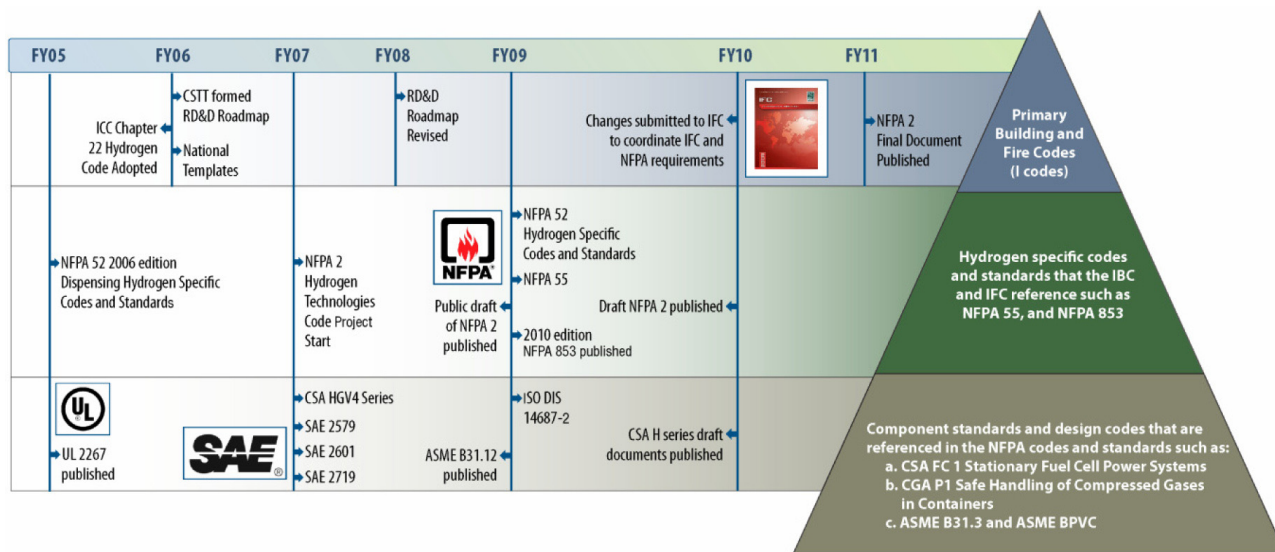 FY05
FY06
FY07
FY08
FY09
FY10
FY11
ICC Chapter
22 Hydrogen
Code Adopted
CSTT formed
RD&D Roadmap
National
Templates
RD&D
Roadmap
Revised
Changes submitted to IFC
to coordinate IFC and
NFPA requirements
NFPA 2
Final Document
Published
Primary
Building and
Fire Codes
(I codes)
NFPA 52 2006 edition
Dispensing Hydrogen Specific
Codes and Standards
NFPA 2
Hydrogen
Technologies
Code Project
Start
NFPA®
Public draft
of NFPA 2
published
NFPA 52
Hydrogen Specific
Codes and Standards
NFPA 55
2010 edition
NFPA 853 published
Draft NFPA 2 published
Hydrogen specific codes
and standards that the IBC
and IFC reference such as
NFPA 55, and NFPA 853
UL
UL 2267
published
SAE®
CSA HGV4 Series
SAE 2579
SAE 2601
SAE 2719
ASME B31.12
published
ISO DIS
14687-2
CSA H series draft
documents published
Component standards and design codes that are
referenced in the NFPA codes and standards such as:
a. CSA FC 1 Stationary Fuel Cell Power Systems
b. CGA P1 Safe Handling of Compressed Gases
in Containers
c. ASME B31.3 and ASME BPVC